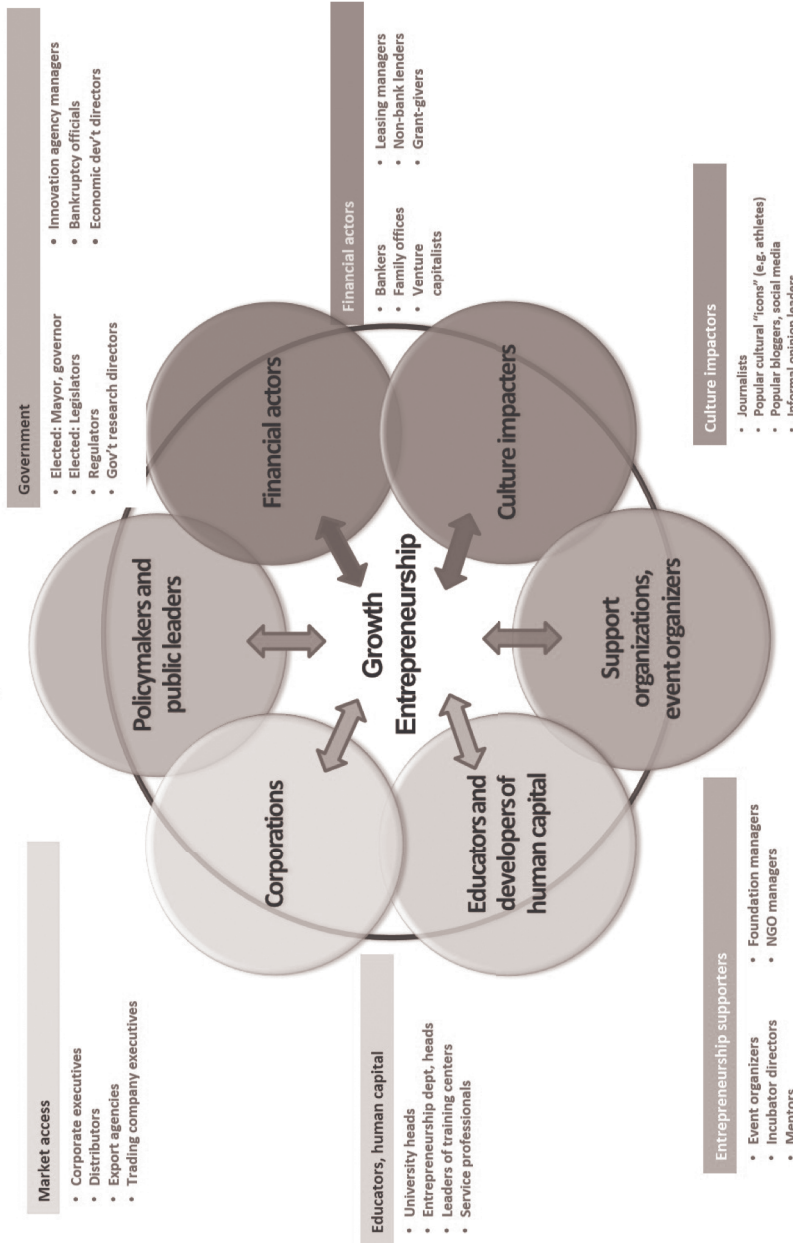 Market access
• Corporate executives
• Distributors
• Export agencies
• Trading company executives
Government
• Elected: Mayor, governor
• Elected: Legislators
• Regulators
• Gov't research directors
• Innovation agency managers
• Bankruptcy officials
• Economic dev't directors
Policymakers and
public leaders
Corporations
Financial actors
Growth
Entrepreneurship
Educators and
developers of
human capital
Culture impacters
Support
organizations,
event organizers
Educators, human capital
• University heads
• Entrepreneurship dept, heads
• Leaders of training centers
• Service professionals
Financial actors
• Bankers
• Family offices
• Venture
capitalists
• Leasing managers
• Non-bank lenders
• Grant-givers
Entrepreneurship supporters
• Event organizers
• Incubator directors
• Mentors
• Foundation managers
• NGO managers
Culture impactors
• Journalists
• Popular cultural "icons" (e.g. athletes)
• Popular bloggers, social media
• Informal opinion leaders